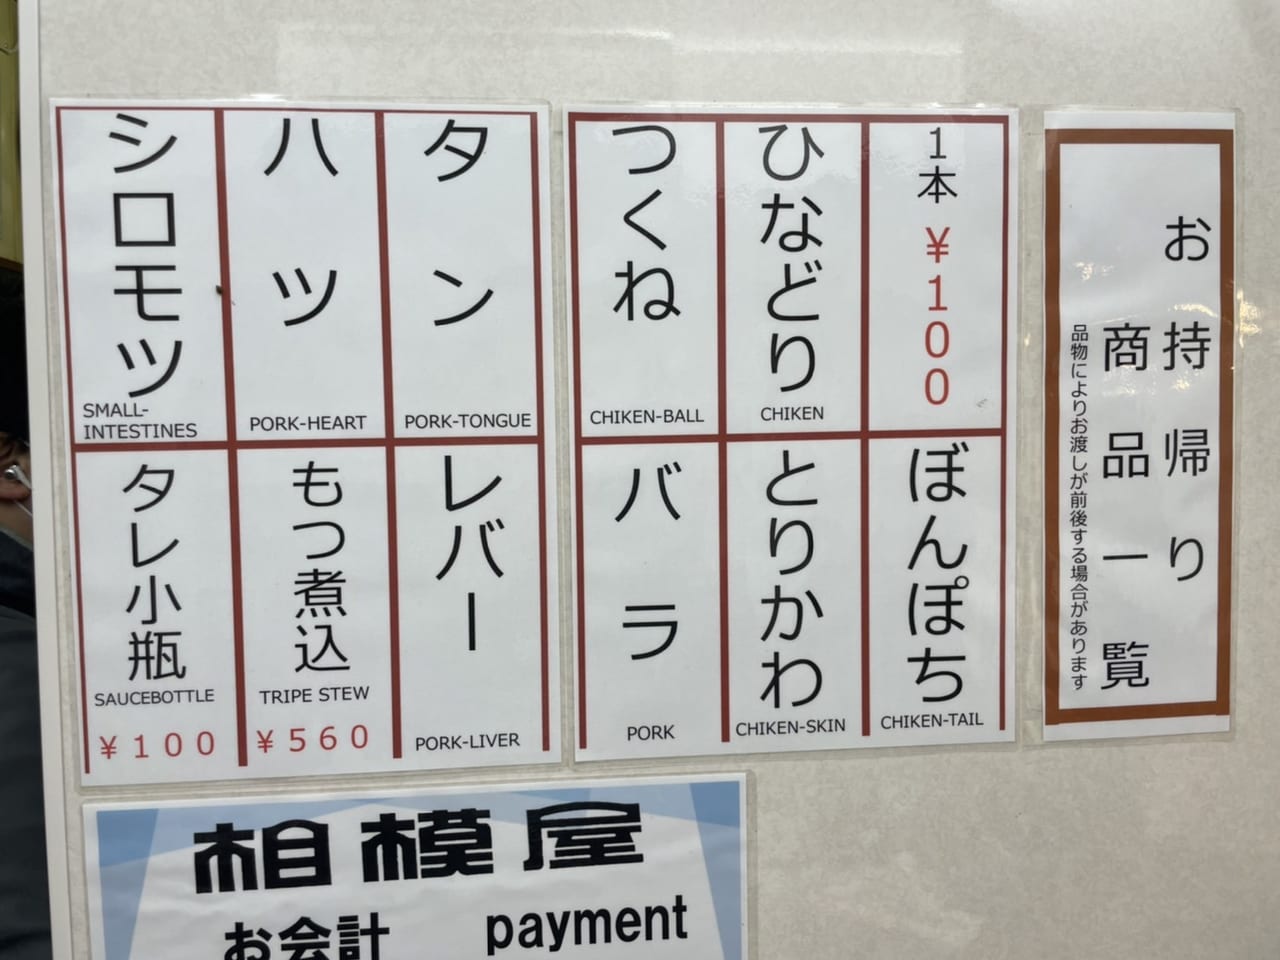 お持帰り
商品一覧
品物によりお渡しが前後する場合があります
1本 ¥100
ひなどり
CHIKEN
つくね
CHIKEN-BALL
ぼんぽち
CHIKEN-TAIL
とりかわ
CHIKEN-SKIN
バラ
PORK
タン
PORK-TONGUE
ハツ
PORK-HEART
シロモツ
SMALL-
INTESTINES
レバー
PORK-LIVER
もつ煮込
TRIPE STEW
¥560
タレ小瓶
SAUCEBOTTLE
¥100
相模屋
お会計 payment